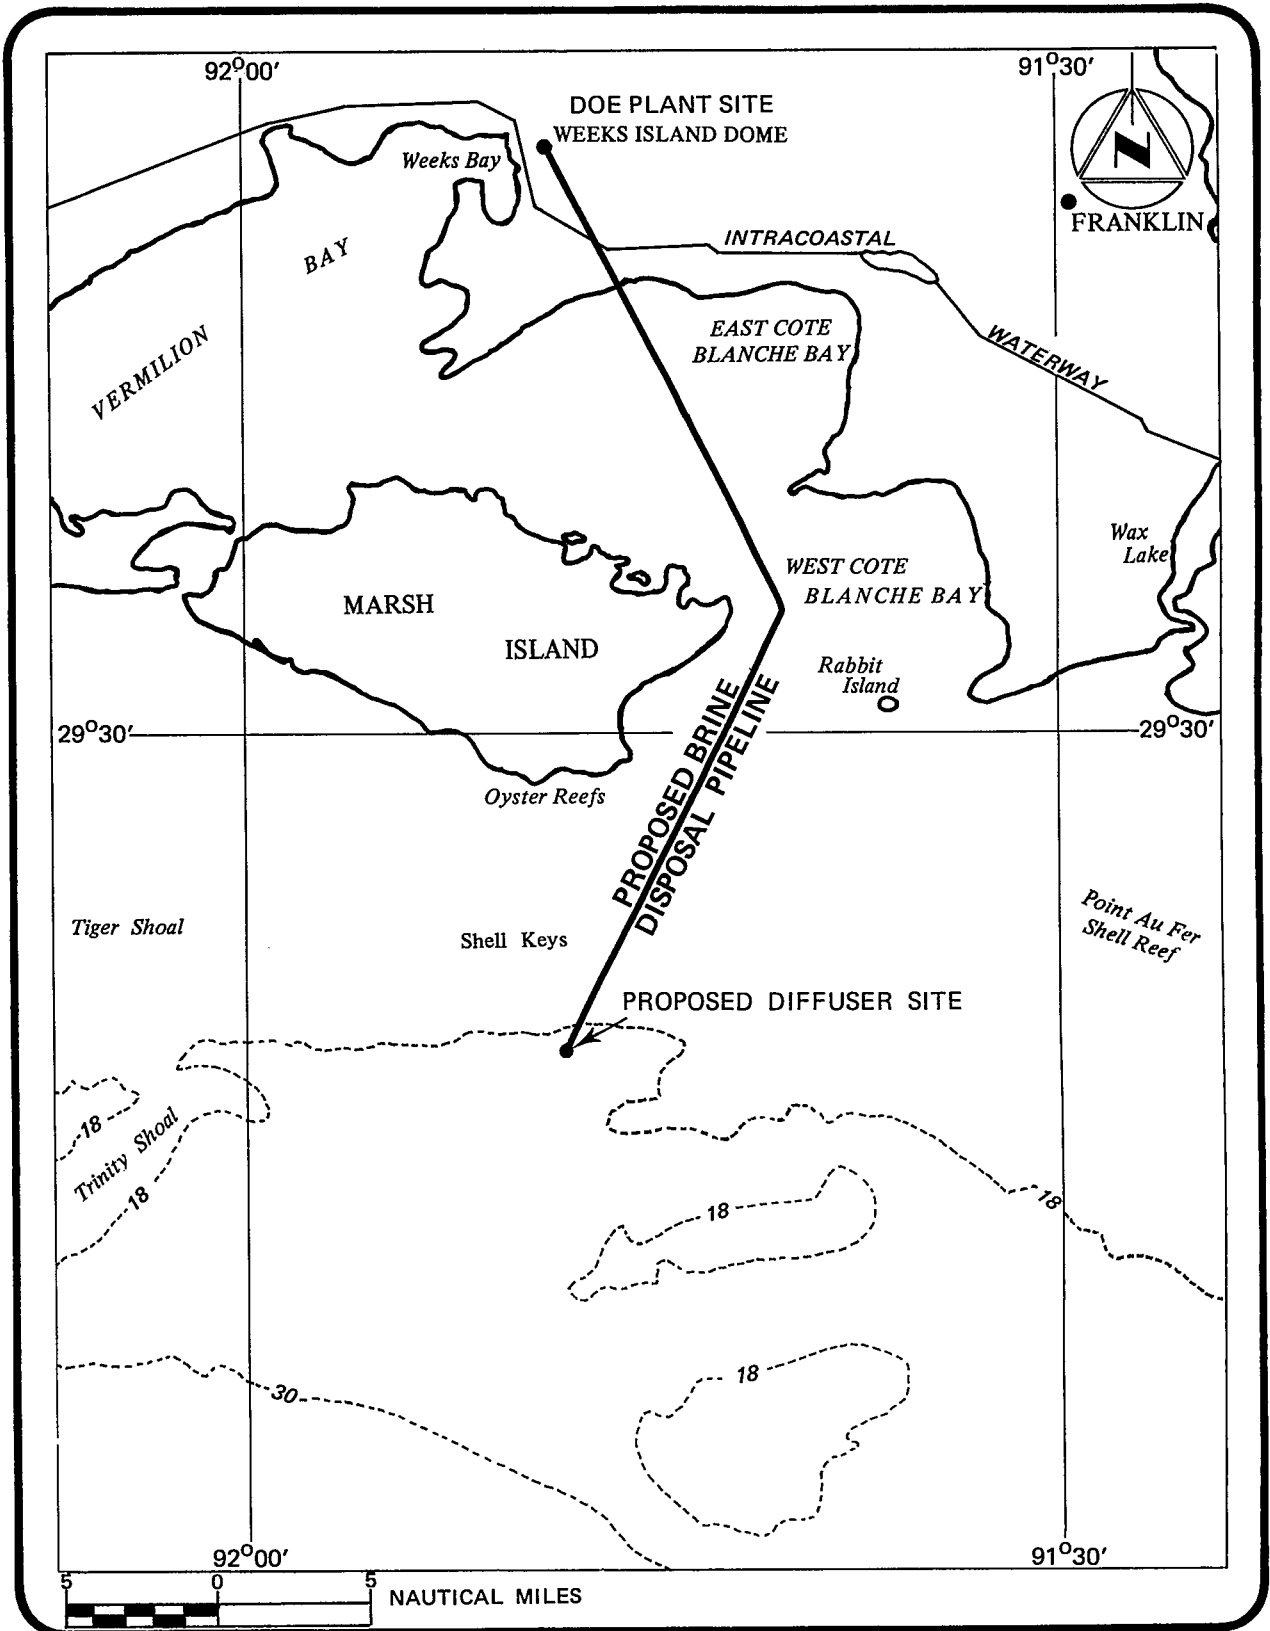 92°00'
91°30'
DOE PLANT SITE
WEEKS ISLAND DOME
Weeks Bay
N
FRANKLIN
INTRACOASTAL
BAY
EAST COTE
BLANCHE BAY
VERMILION
WATERWAY
Wax
Lake
WEST COTE
BLANCHE BAY
MARSH
ISLAND
Rabbit
Island
29°30'
29°30'
PROPOSED BRINE
DISPOSAL PIPELINE
Oyster Reefs
Tiger Shoal
Shell Keys
Point Au Fer
Shell Reef
PROPOSED DIFFUSER SITE
18
Trinity Shoal
18
18
18
18
30
92°00'
91°30'
5 0 5
NAUTICAL MILES